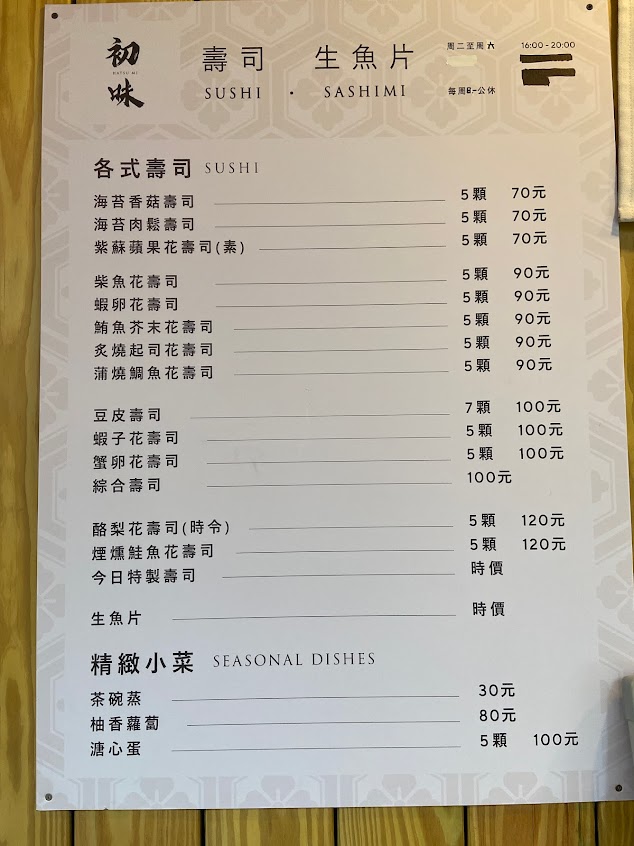 初味
HATSU MI
壽司 生魚片
SUSHI · SASHIMI
周二至周六 16:00-20:00
每周日-公休
各式壽司 SUSHI
海苔香菇壽司 5顆 70元
海苔肉鬆壽司 5顆 70元
紫蘇蘋果花壽司(素) 5顆 70元
柴魚花壽司 5顆 90元
蝦卵花壽司 5顆 90元
鮪魚芥末花壽司 5顆 90元
炙燒起司花壽司 5顆 90元
蒲燒鯛魚花壽司 5顆 90元
豆皮壽司 7顆 100元
蝦子花壽司 5顆 100元
蟹卵花壽司 5顆 100元
綜合壽司 100元
酪梨花壽司(時令) 5顆 120元
煙燻鮭魚花壽司 5顆 120元
今日特製壽司 時價
生魚片 時價
精緻小菜 SEASONAL DISHES
茶碗蒸 30元
柚香蘿蔔 80元
溏心蛋 5顆 100元